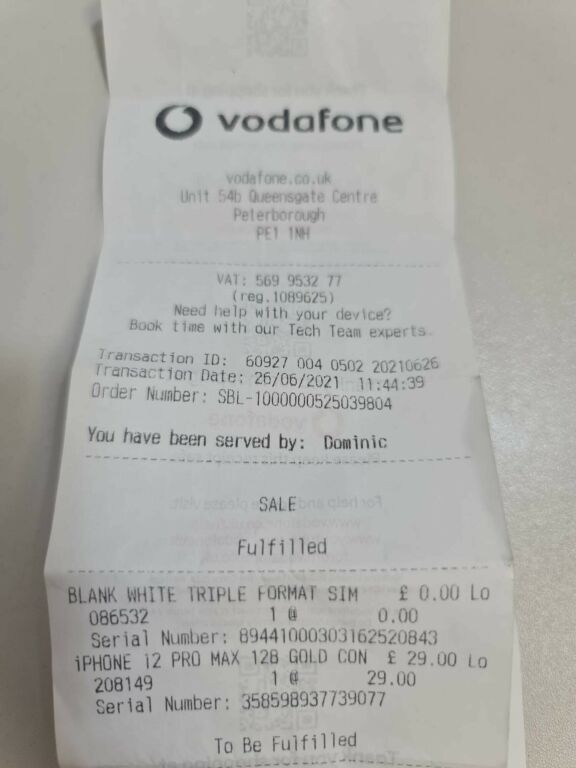 vodafone
vodafone.co.uk
Unit 54b Queensgate Centre
Peterborough
PE1 1NH
VAT: 569 9532 77
(reg.1089625)
Need help with your device?
Book time with our Tech Team experts.
Transaction ID: 60927 004 0502 20210626
Transaction Date: 26/06/2021 11:44:39
Order Number: SBL-1000000525039804
You have been served by: Dominic
SALE
Fulfilled
BLANK WHITE TRIPLE FORMAT SIM £ 0.00 Lo
086532 1 @ 0.00
Serial Number: 89441000303162520843
iPHONE 12 PRO MAX 128 GOLD CON £ 29.00 Lo
208149 1 @ 29.00
Serial Number: 358598937739077
To Be Fulfilled